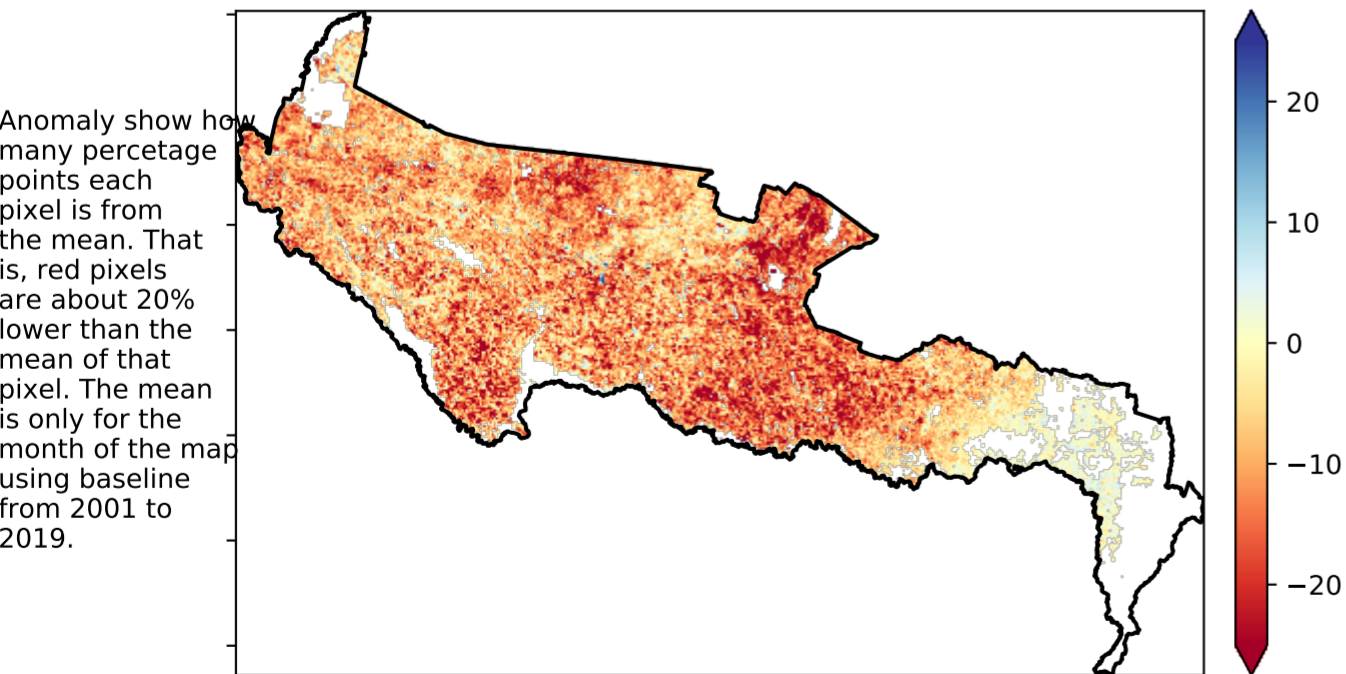 Anomaly show how
many percetage
points each
pixel is from
the mean. That
is, red pixels
are about 20%
lower than the
mean of that
pixel. The mean
is only for the
month of the map
using baseline
from 2001 to
2019.
20
10
0
−10
−20